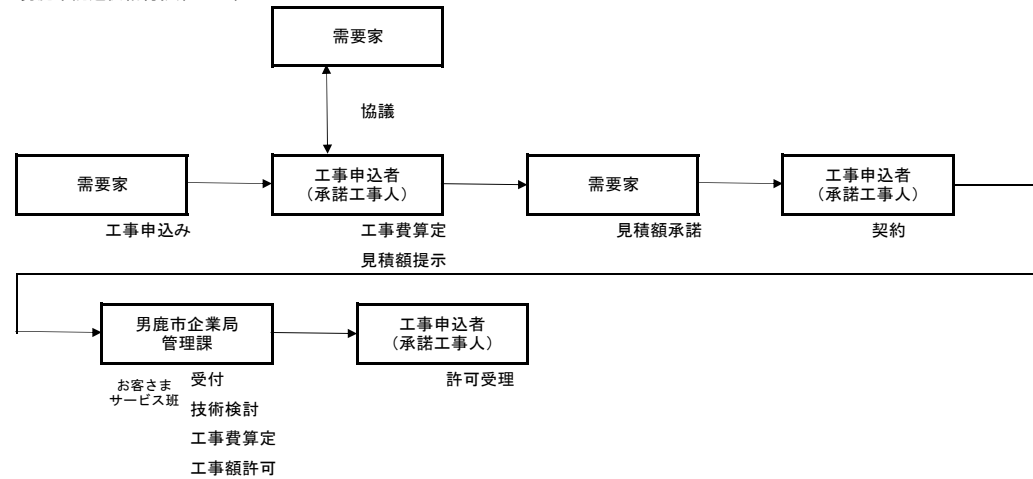 需要家
協議
需要家
工事申込者
（承諾工事人）
需要家
工事申込者
（承諾工事人）
工事申込み
工事費算定
見積額承諾
契約
見積額提示
男鹿市企業局
管理課
工事申込者
（承諾工事人）
お客さま
サービス班
受付
許可受理
技術検討
工事費算定
工事額許可